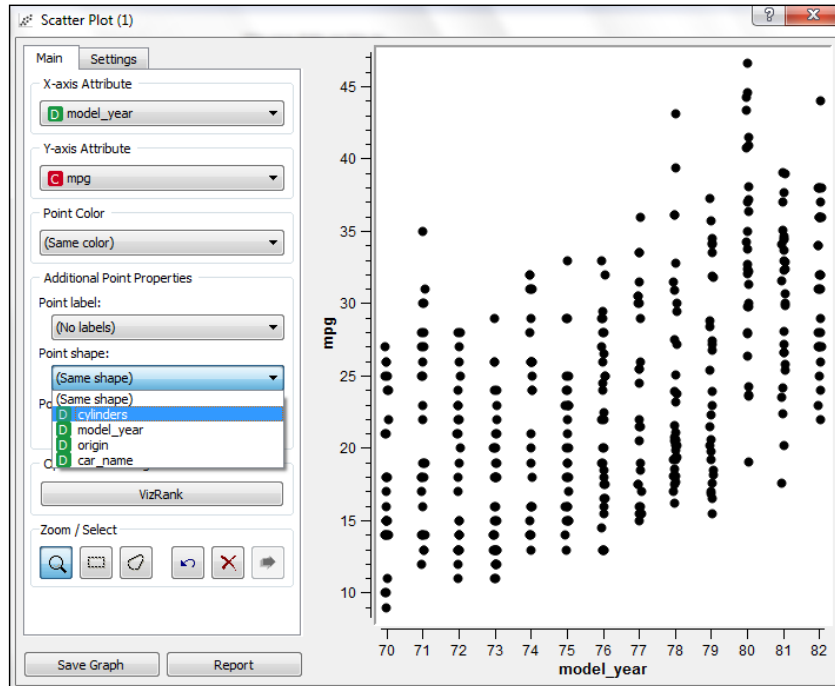 Scatter Plot (1)
Main
Settings
X-axis Attribute
D model_year
Y-axis Attribute
C mpg
Point Color
(Same color)
Additional Point Properties
Point label:
(No labels)
Point shape:
(Same shape)
(Same shape)
D cylinders
D model_year
D origin
D car_name
VizRank
Zoom / Select
Save Graph
Report
mpg
45
40
35
30
25
20
15
10
70 71 72 73 74 75 76 77 78 79 80 81 82
model_year